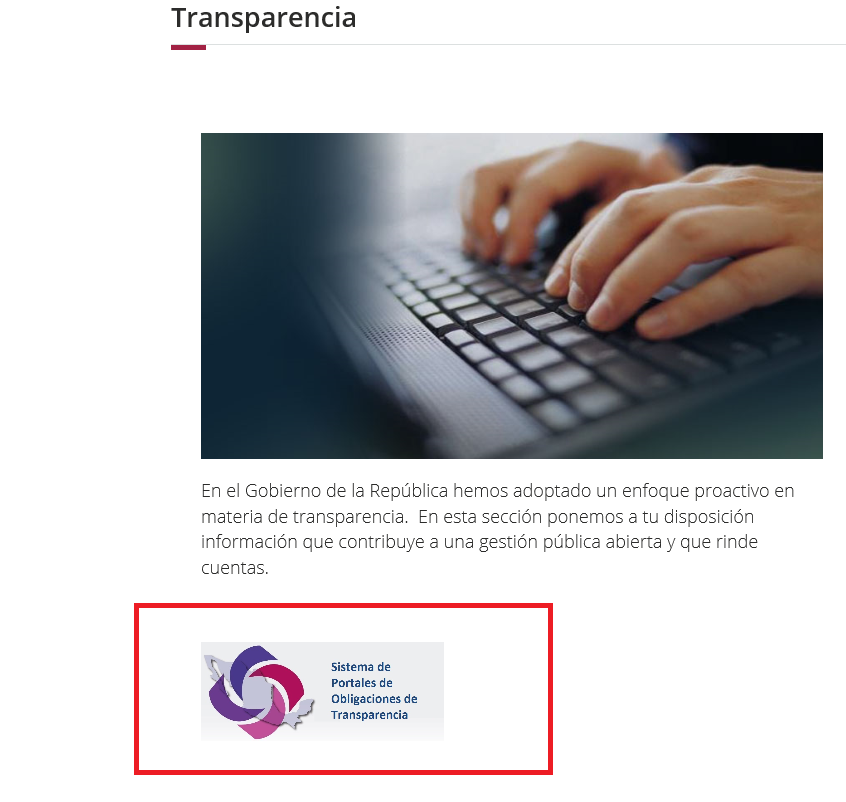 Transparencia
En el Gobierno de la República hemos adoptado un enfoque proactivo en
materia de transparencia.  En esta sección ponemos a tu disposición
información que contribuye a una gestión pública abierta y que rinde
cuentas.
Sistema de
Portales de
Obligaciones de
Transparencia